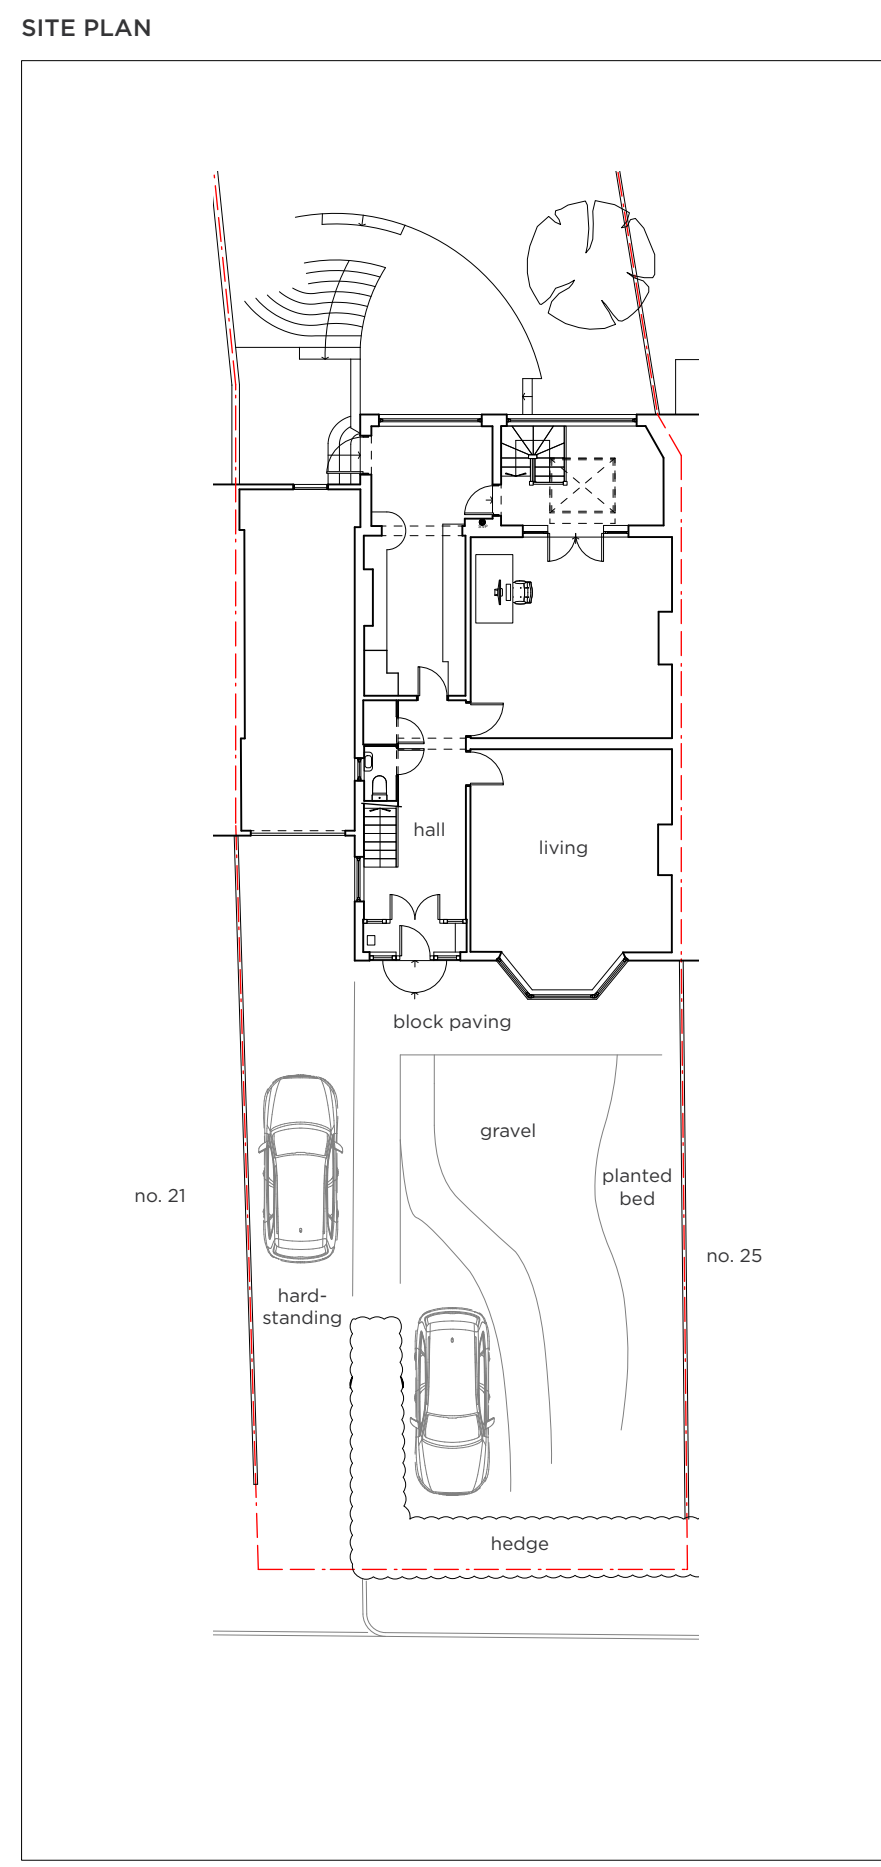 SITE PLAN
hall
living
block paving
gravel
planted
bed
no. 21
no. 25
hard-
standing
hedge